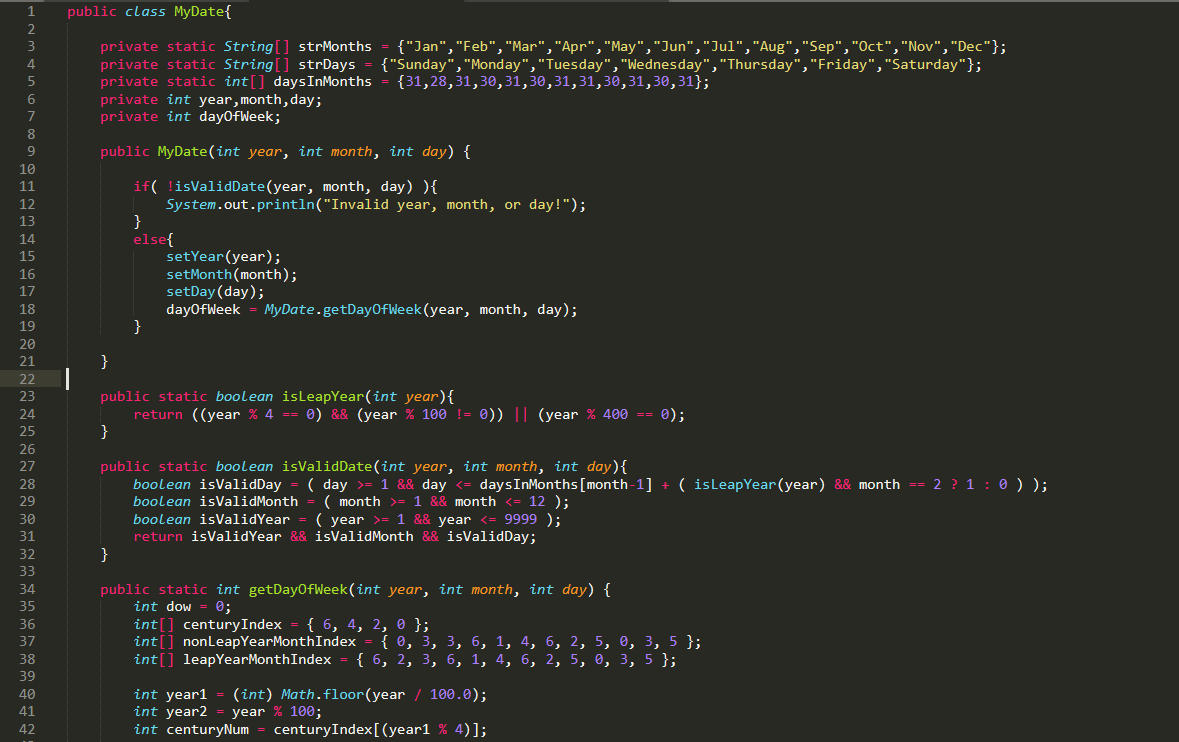 1 public class MyDate{
2
3 private static String[] strMonths = {"Jan","Feb","Mar","Apr","May","Jun","Jul","Aug","Sep","Oct","Nov","Dec"};
4 private static String[] strDays = {"Sunday","Monday","Tuesday","Wednesday","Thursday","Friday","Saturday"};
5 private static int[] daysInMonths = {31,28,31,30,31,30,31,31,30,31,30,31};
6 private int year,month,day;
7 private int dayOfWeek;
8
9 public MyDate(int year, int month, int day) {
10
11 if( !isValidDate(year, month, day) ){
12 System.out.println("Invalid year, month, or day!");
13 }
14 else{
15 setYear(year);
16 setMonth(month);
17 setDay(day);
18 dayOfWeek = MyDate.getDayOfWeek(year, month, day);
19 }
20
21 }
22
23 public static boolean isLeapYear(int year){
24 return ((year % 4 == 0) && (year % 100 != 0)) || (year % 400 == 0);
25 }
26
27 public static boolean isValidDate(int year, int month, int day){
28 boolean isValidDay = ( day >= 1 && day <= daysInMonths[month-1] + ( isLeapYear(year) && month == 2 ? 1 : 0 ) );
29 boolean isValidMonth = ( month >= 1 && month <= 12 );
30 boolean isValidYear = ( year >= 1 && year <= 9999 );
31 return isValidYear && isValidMonth && isValidDay;
32 }
33
34 public static int getDayOfWeek(int year, int month, int day) {
35 int dow = 0;
36 int[] centuryIndex = { 6, 4, 2, 0 };
37 int[] nonLeapYearMonthIndex = { 0, 3, 3, 6, 1, 4, 6, 2, 5, 0, 3, 5 };
38 int[] leapYearMonthIndex = { 6, 2, 3, 6, 1, 4, 6, 2, 5, 0, 3, 5 };
39
40 int year1 = (int) Math.floor(year / 100.0);
41 int year2 = year % 100;
42 int centuryNum = centuryIndex[(year1 % 4)];